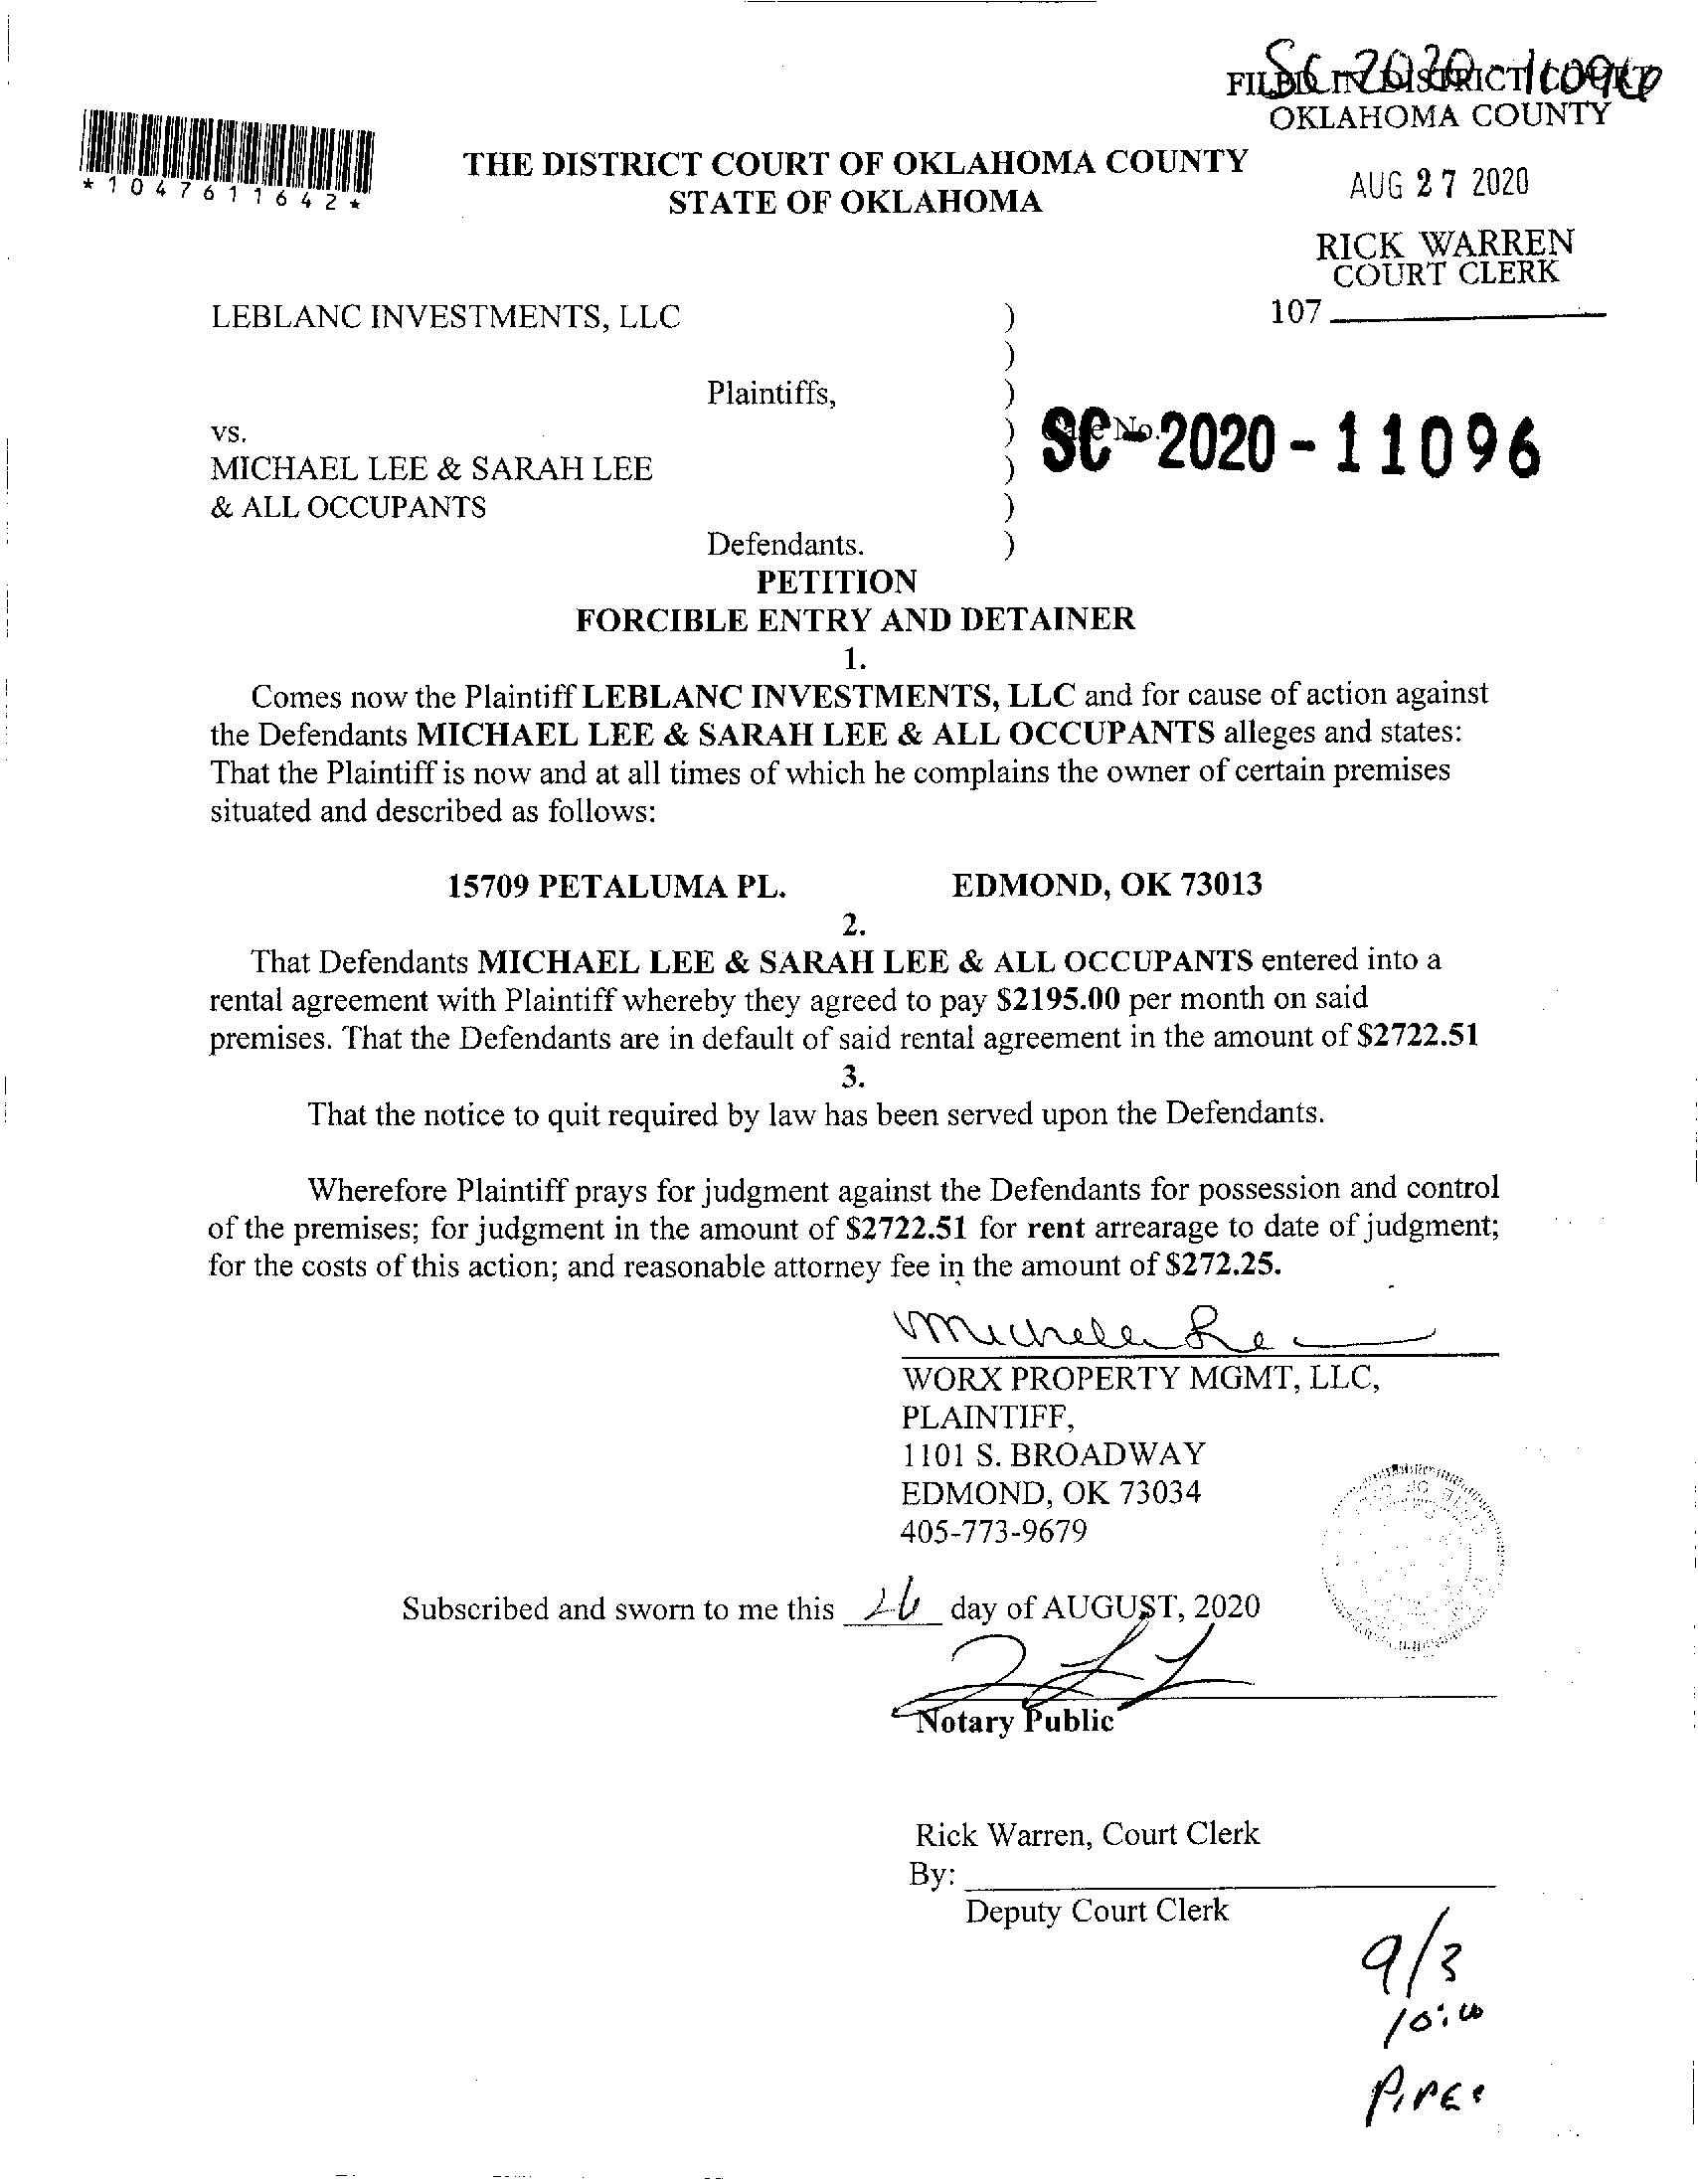 SC-2020-11096
FILED IN DISTRICT COURT
OKLAHOMA COUNTY
*1047611642*
THE DISTRICT COURT OF OKLAHOMA COUNTY
STATE OF OKLAHOMA
AUG 27 2020
RICK WARREN
COURT CLERK
107
LEBLANC INVESTMENTS, LLC )
)
Plaintiffs, )
vs. ) Case No. SC-2020-11096
MICHAEL LEE & SARAH LEE )
& ALL OCCUPANTS )
Defendants. )
PETITION
FORCIBLE ENTRY AND DETAINER
1.
Comes now the Plaintiff LEBLANC INVESTMENTS, LLC and for cause of action against
the Defendants MICHAEL LEE & SARAH LEE & ALL OCCUPANTS alleges and states:
That the Plaintiff is now and at all times of which he complains the owner of certain premises
situated and described as follows:
15709 PETALUMA PL. EDMOND, OK 73013
2.
That Defendants MICHAEL LEE & SARAH LEE & ALL OCCUPANTS entered into a
rental agreement with Plaintiff whereby they agreed to pay $2195.00 per month on said
premises. That the Defendants are in default of said rental agreement in the amount of $2722.51
3.
That the notice to quit required by law has been served upon the Defendants.
Wherefore Plaintiff prays for judgment against the Defendants for possession and control
of the premises; for judgment in the amount of $2722.51 for rent arrearage to date of judgment;
for the costs of this action; and reasonable attorney fee in the amount of $272.25.
WORX PROPERTY MGMT, LLC,
PLAINTIFF,
1101 S. BROADWAY
EDMOND, OK 73034
405-773-9679
Subscribed and sworn to me this 26 day of AUGUST, 2020
Notary Public
Rick Warren, Court Clerk
By:
Deputy Court Clerk
9/3